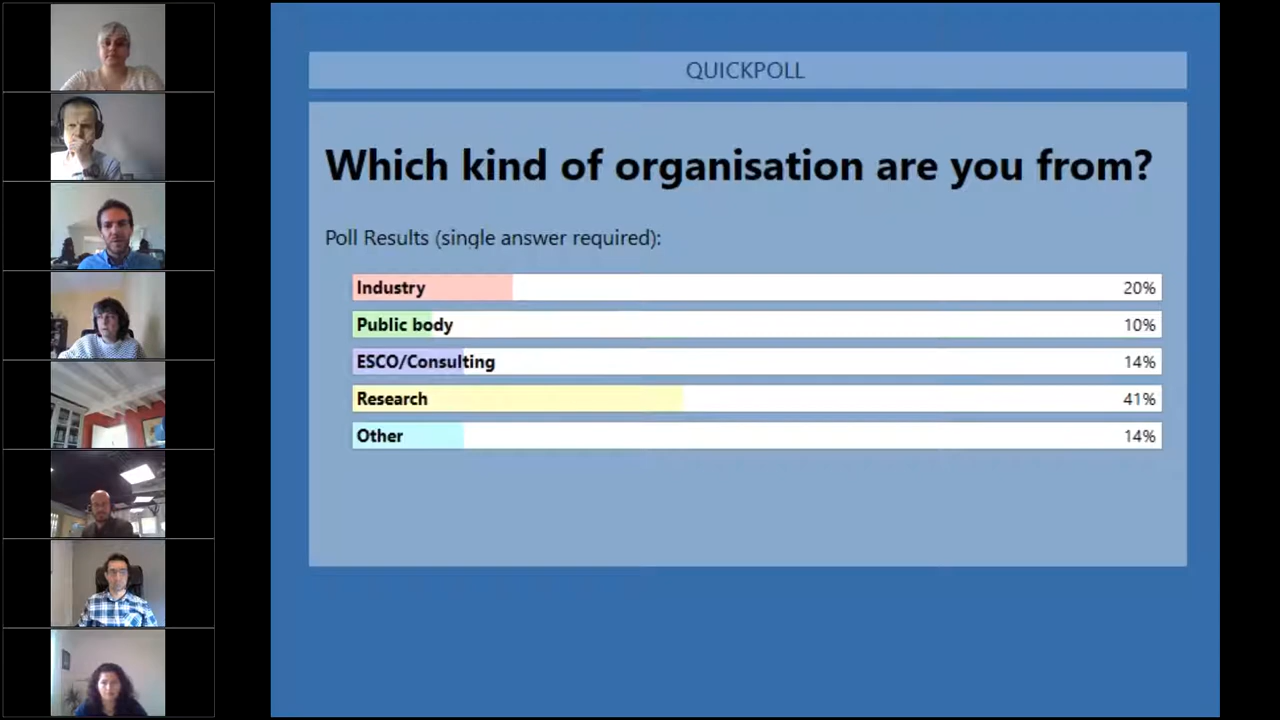 QUICKPOLL
Which kind of organisation are you from?
Poll Results (single answer required):
Industry 20%
Public body 10%
ESCO/Consulting 14%
Research 41%
Other 14%